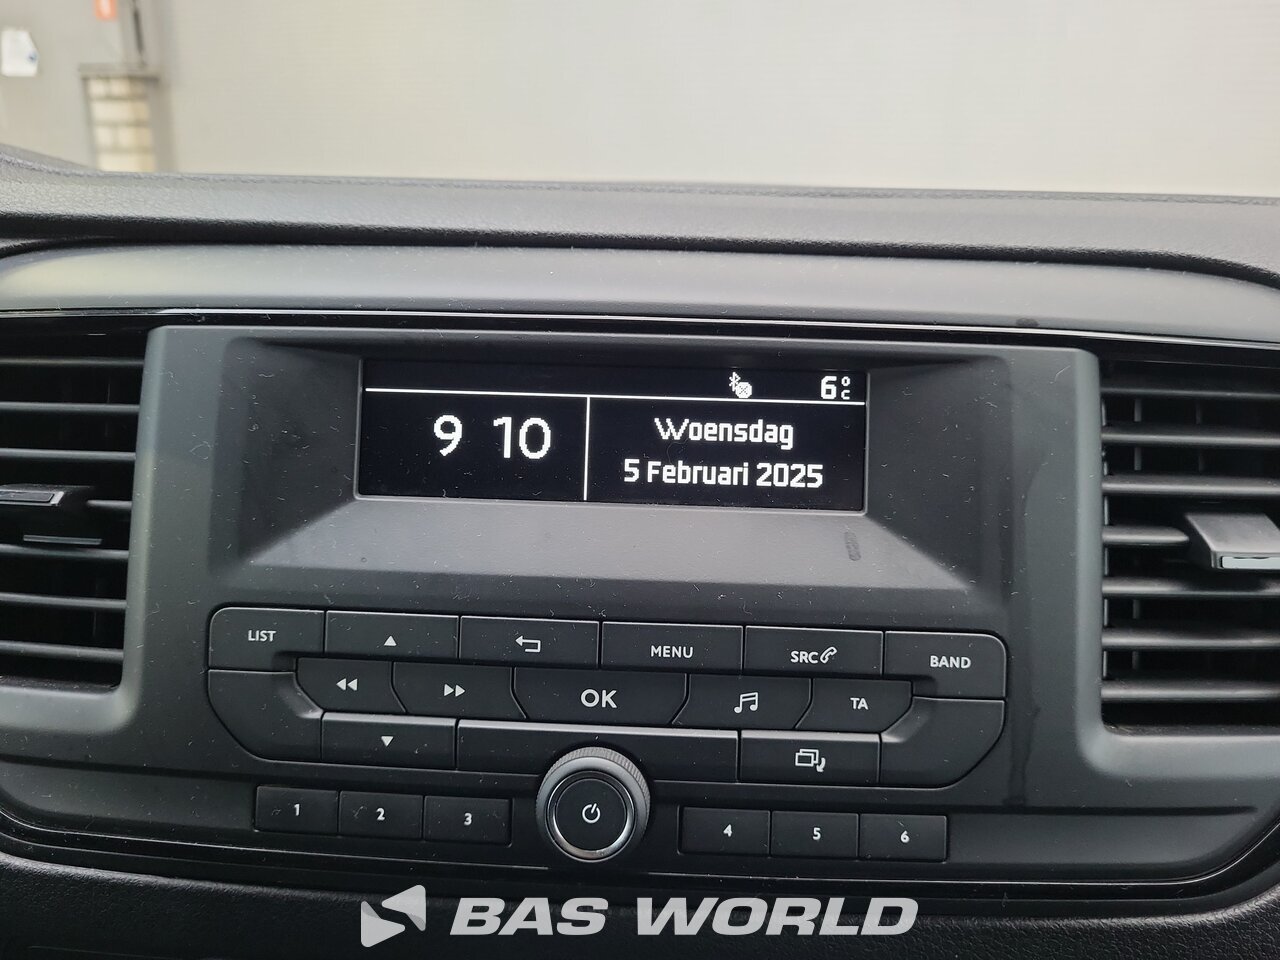 6°C
9 10
Woensdag
5 Februari 2025
LIST
MENU
SRC
BAND
OK
TA
1
2
3
4
5
6
BAS WORLD